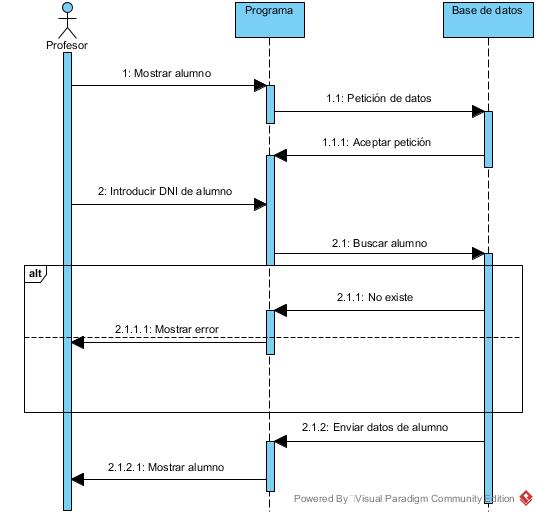 Programa
Base de datos
Profesor
1: Mostrar alumno
1.1: Petición de datos
1.1.1: Aceptar petición
2: Introducir DNI de alumno
2.1: Buscar alumno
alt
2.1.1: No existe
2.1.1.1: Mostrar error
2.1.2: Enviar datos de alumno
2.1.2.1: Mostrar alumno
Powered By Visual Paradigm Community Edition